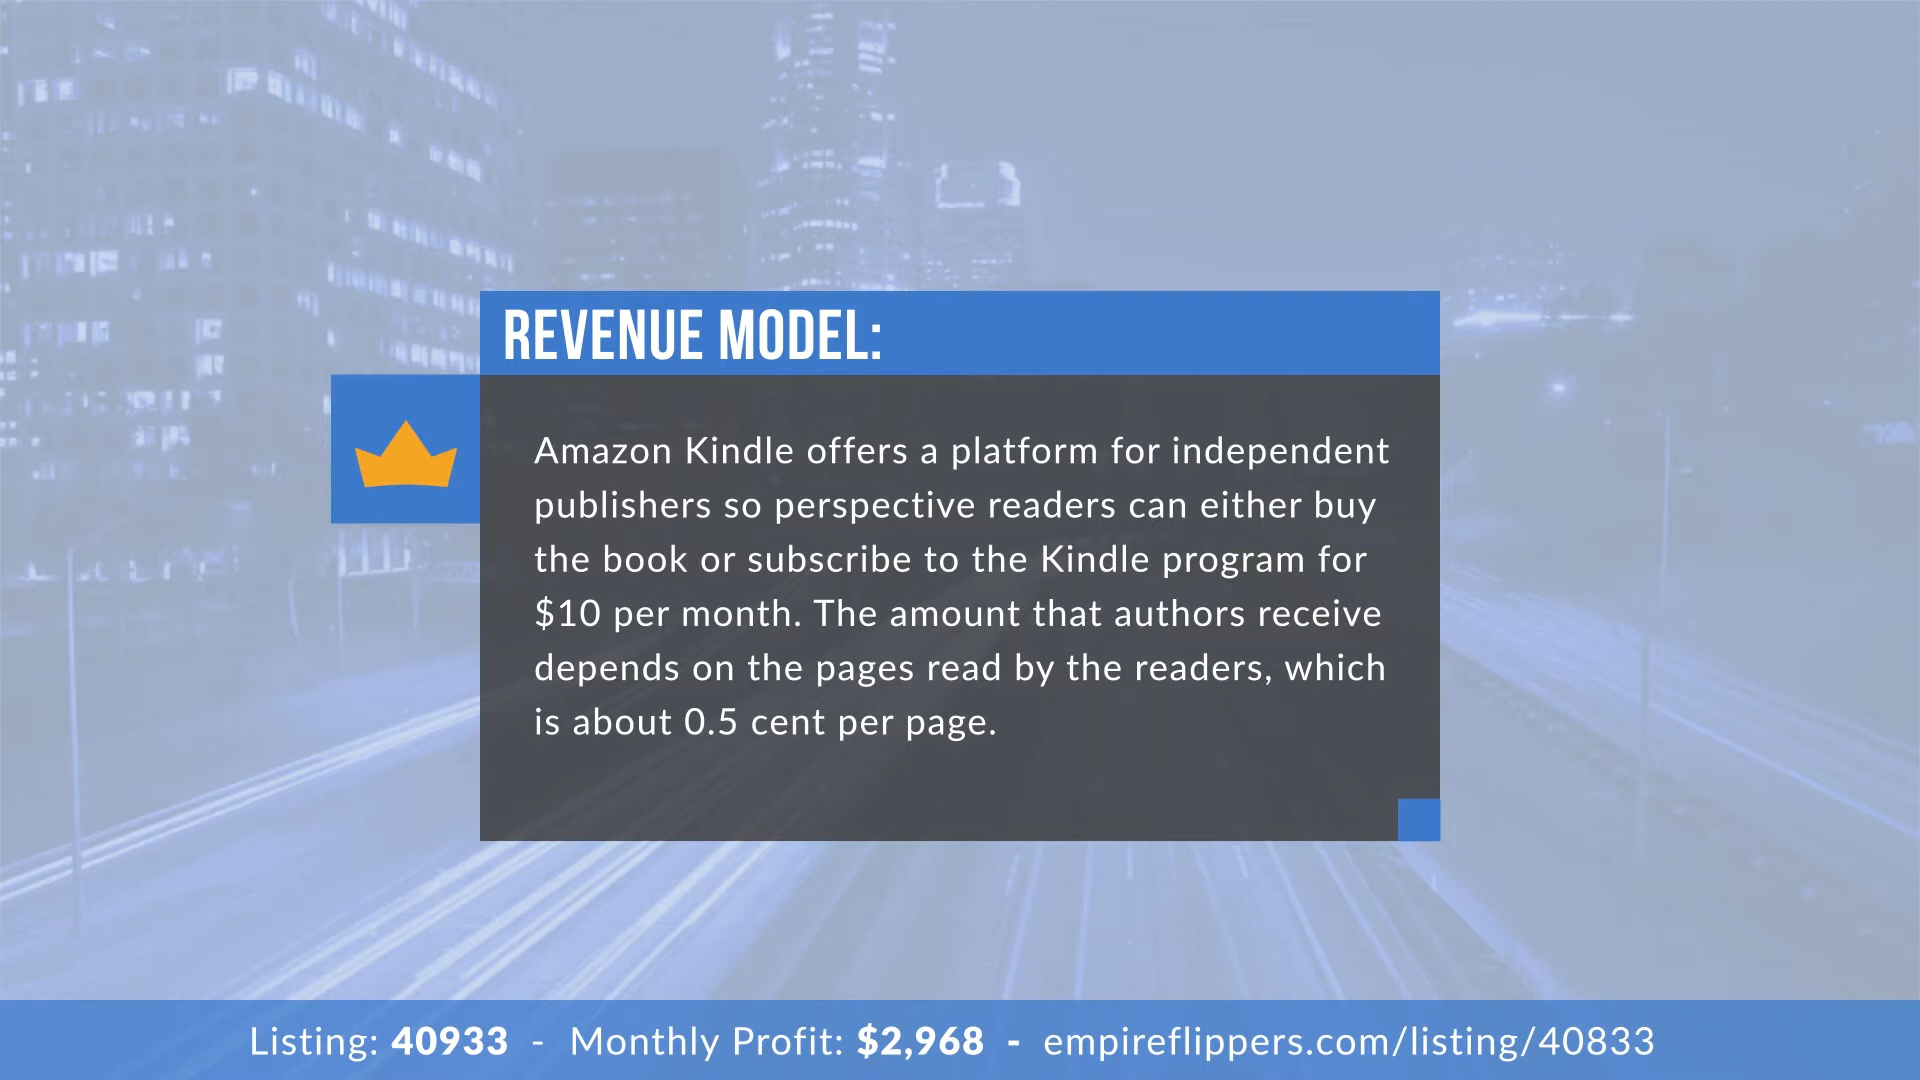 REVENUE MODEL:
Amazon Kindle offers a platform for independent
publishers so perspective readers can either buy
the book or subscribe to the Kindle program for
$10 per month. The amount that authors receive
depends on the pages read by the readers, which
is about 0.5 cent per page.
Listing: 40933 - Monthly Profit: $2,968 - empireflippers.com/listing/40833